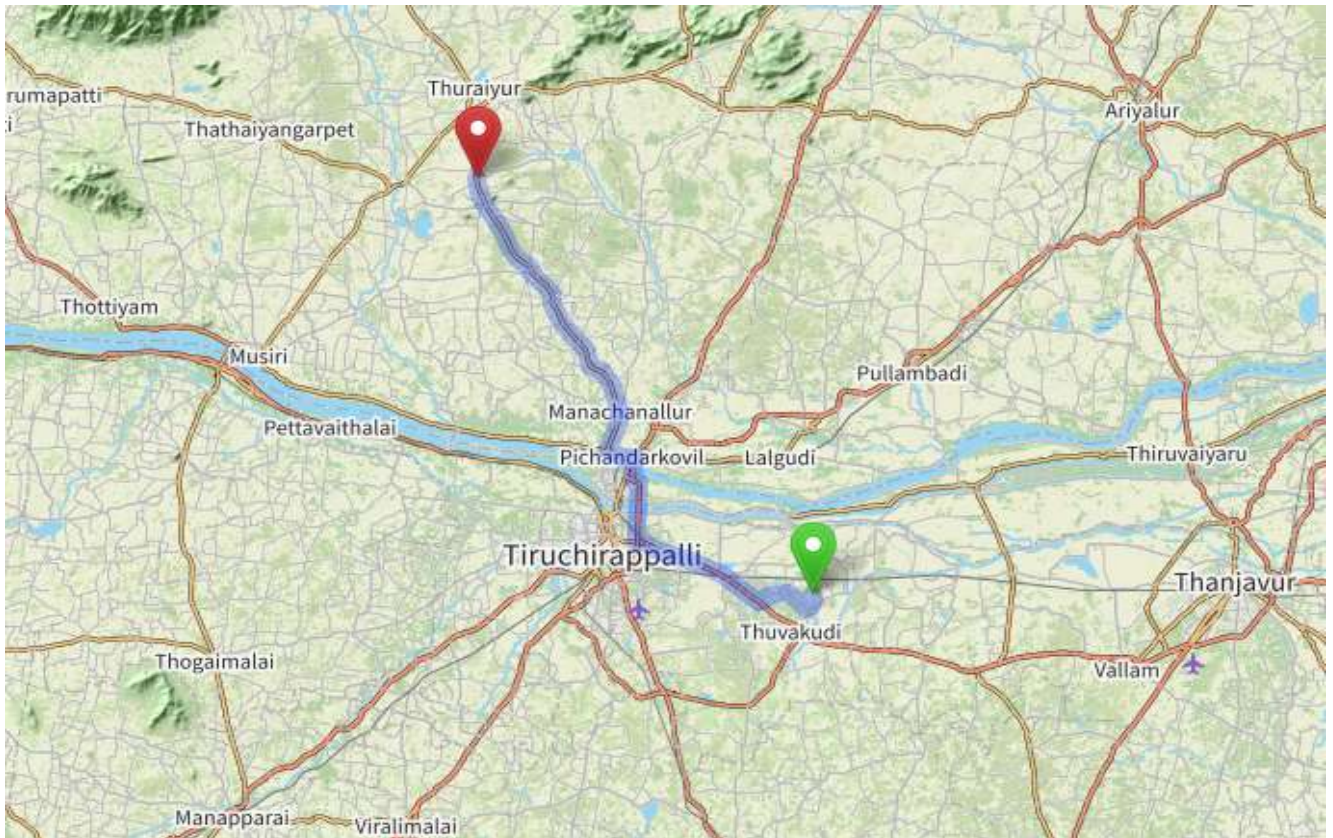 Thuraiyur
rumapatti
Ariyalur
ti
Thathaiyangarpet
Thottiyam
Musiri
Pullambadi
Manachanallur
Pettavaithalai
Pichandarkovil
Lalgudi
Thiruvaiyaru
Tiruchirappalli
Thanjavur
Thuvakudi
Thogaimalai
Vallam
Manapparai
Viralimalai